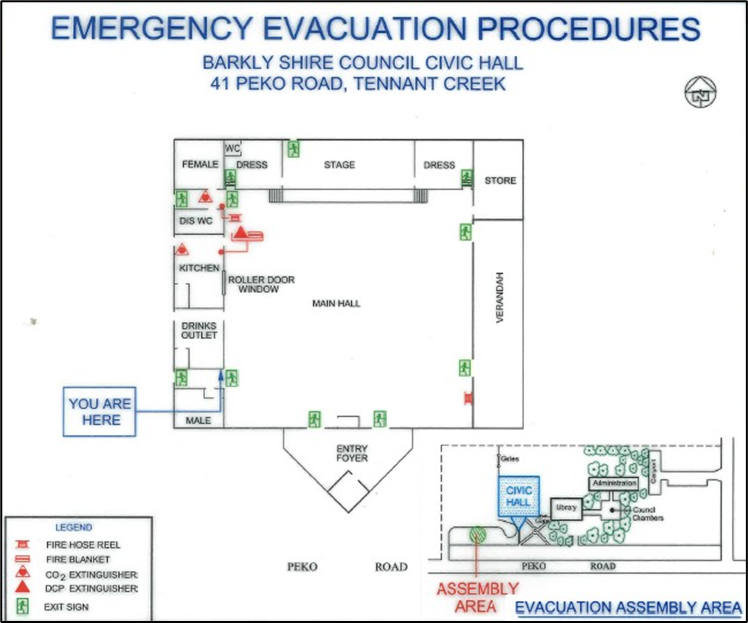 EMERGENCY EVACUATION PROCEDURES
BARKLY SHIRE COUNCIL CIVIC HALL
41 PEKO ROAD, TENNANT CREEK
N
WC
FEMALE
DRESS
STAGE
DRESS
STORE
DiS WC
KITCHEN
ROLLER DOOR
WINDOW
MAIN HALL
VERANDAH
DRINKS
OUTLET
YOU ARE
HERE
MALE
ENTRY
FOYER
Gates
Carport
Administration
CIVIC
HALL
Library
Council
Chambers
PEKO ROAD
ASSEMBLY
AREA
EVACUATION ASSEMBLY AREA
PEKO ROAD
LEGEND
FIRE HOSE REEL
FIRE BLANKET
CO2 EXTINGUISHER:
DCP EXTINGUISHER:
EXIT SIGN